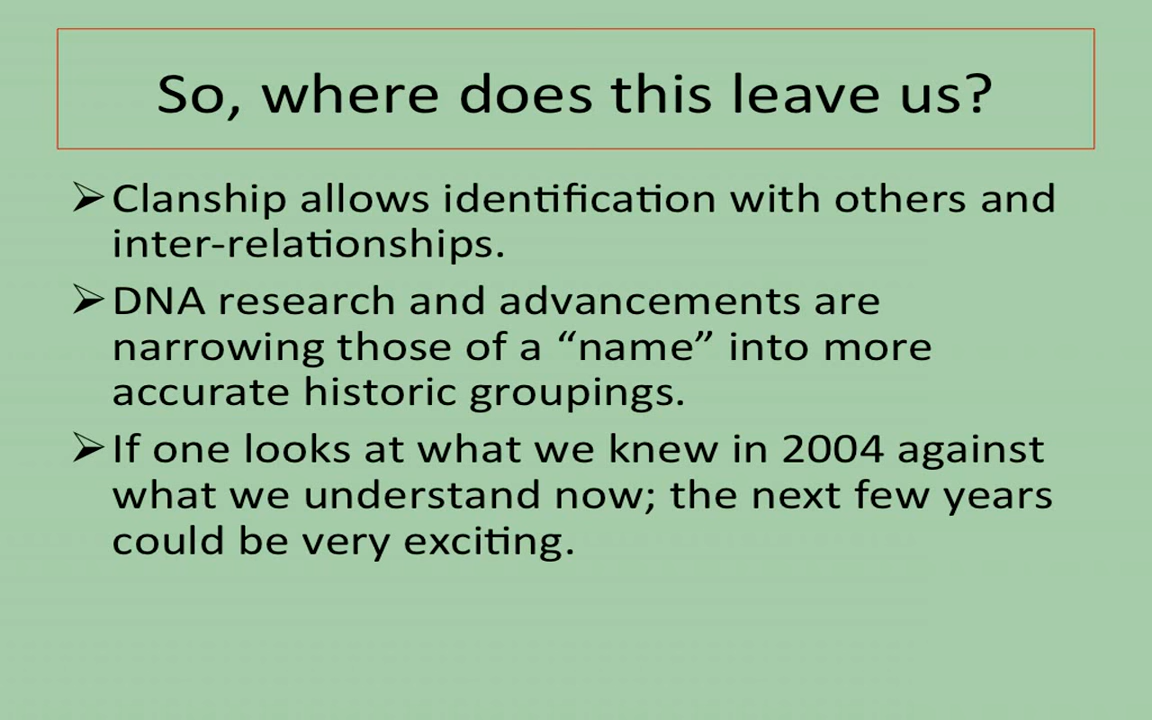 So, where does this leave us?
➢Clanship allows identification with others and
inter-relationships.
➢DNA research and advancements are
narrowing those of a “name” into more
accurate historic groupings.
➢If one looks at what we knew in 2004 against
what we understand now; the next few years
could be very exciting.